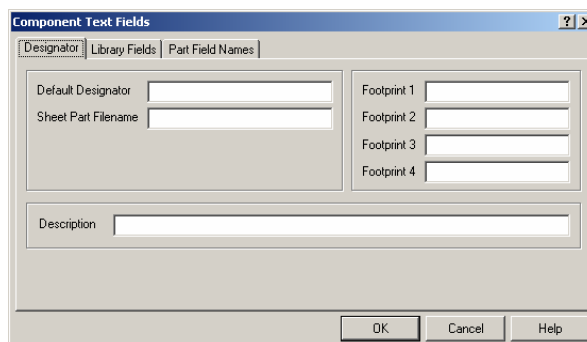 Component Text Fields
Designator Library Fields Part Field Names
Default Designator
Sheet Part Filename
Footprint 1
Footprint 2
Footprint 3
Footprint 4
Description
OK Cancel Help